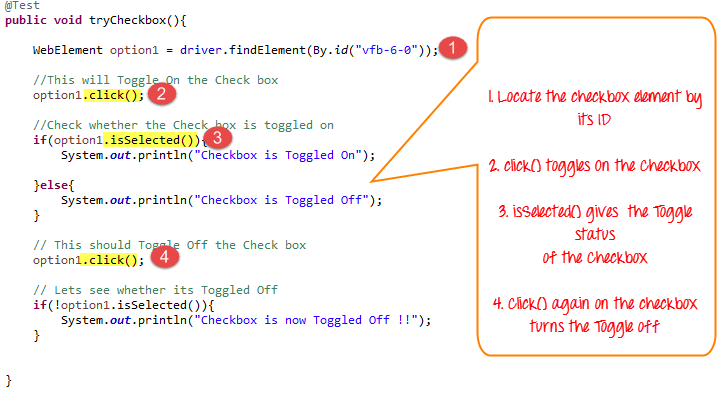 @Test
public void tryCheckbox(){
WebElement option1 = driver.findElement(By.id("vfb-6-0")); 1
//This will Toggle On the Check box
option1.click(); 2
//Check whether the Check box is toggled on
if(option1.isSelected()){ 3
System.out.println("Checkbox is Toggled On");
}else{
System.out.println("Checkbox is Toggled Off");
}
// This should Toggle Off the Check box
option1.click(); 4
// Lets see whether its Toggled Off
if(!option1.isSelected()){
System.out.println("Checkbox is now Toggled Off !!");
}
}
1. Locate the checkbox element by
its ID
2. click() toggles on the Checkbox
3. isSelected() gives the Toggle
status
of the Checkbox
4. Click() again on the checkbox
turns the Toggle off